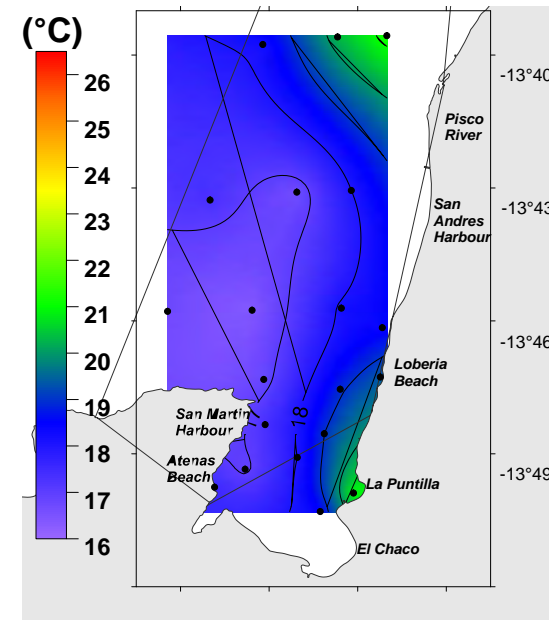 (°C)
26
25
24
23
22
21
20
19
18
17
16
-13°40
Pisco
River
San
Andres
Harbour
-13°43
-13°46
Loberia
Beach
San Martin
Harbour
18
Atenas
Beach
-13°49
La Puntilla
El Chaco